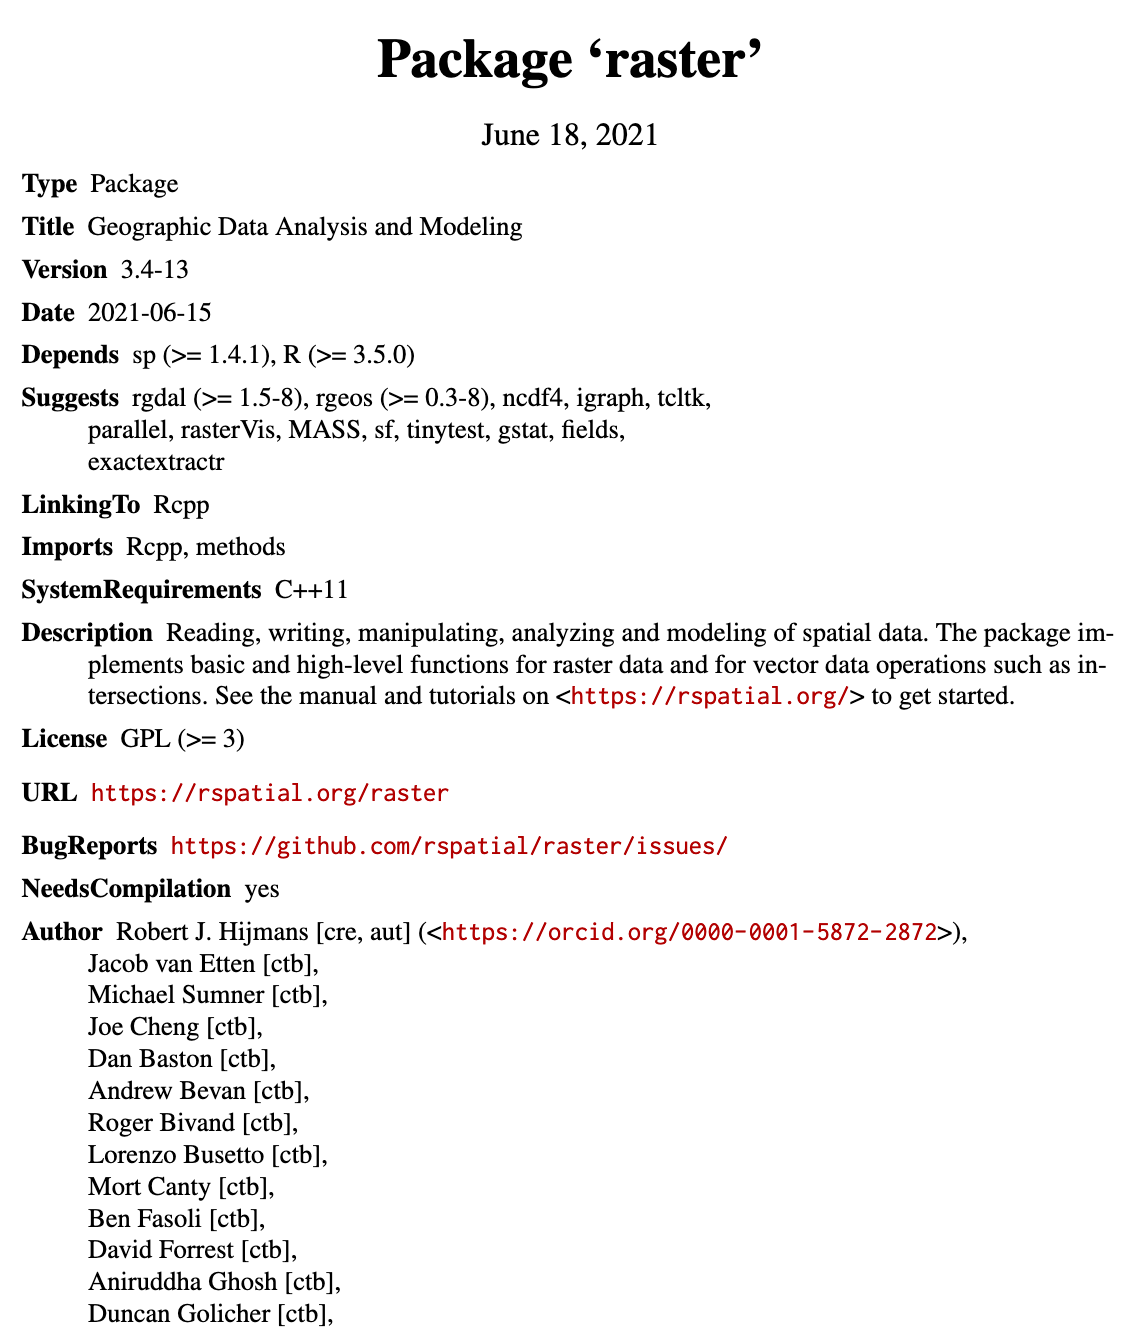 Package ‘raster’
June 18, 2021
Type Package
Title Geographic Data Analysis and Modeling
Version 3.4-13
Date 2021-06-15
Depends sp (>= 1.4.1), R (>= 3.5.0)
Suggests rgdal (>= 1.5-8), rgeos (>= 0.3-8), ncdf4, igraph, tcltk,
parallel, rasterVis, MASS, sf, tinytest, gstat, fields,
exactextractr
LinkingTo Rcpp
Imports Rcpp, methods
SystemRequirements C++11
Description Reading, writing, manipulating, analyzing and modeling of spatial data. The package im-
plements basic and high-level functions for raster data and for vector data operations such as in-
tersections. See the manual and tutorials on <https://rspatial.org/> to get started.
License GPL (>= 3)
URL https://rspatial.org/raster
BugReports https://github.com/rspatial/raster/issues/
NeedsCompilation yes
Author Robert J. Hijmans [cre, aut] (<https://orcid.org/0000-0001-5872-2872>),
Jacob van Etten [ctb],
Michael Sumner [ctb],
Joe Cheng [ctb],
Dan Baston [ctb],
Andrew Bevan [ctb],
Roger Bivand [ctb],
Lorenzo Busetto [ctb],
Mort Canty [ctb],
Ben Fasoli [ctb],
David Forrest [ctb],
Aniruddha Ghosh [ctb],
Duncan Golicher [ctb],